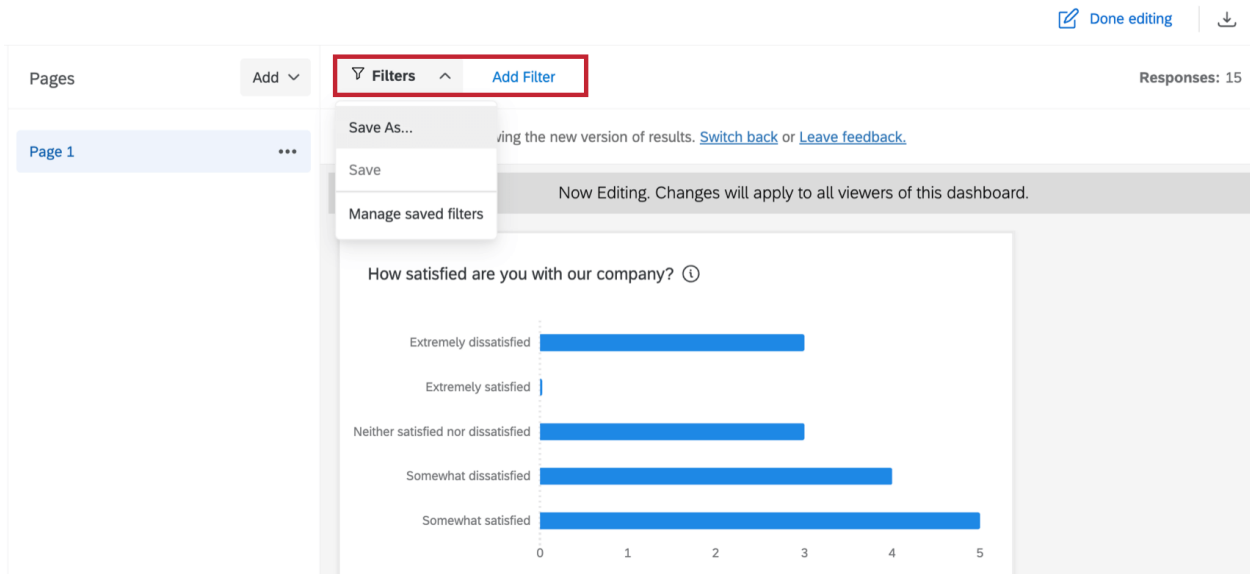 Done editing
Pages
Add
Filters
Add Filter
Responses: 15
Page 1
Save As...
Save
Manage saved filters
the new version of results. Switch back or Leave feedback.
Now Editing. Changes will apply to all viewers of this dashboard.
How satisfied are you with our company?
Extremely dissatisfied
Extremely satisfied
Neither satisfied nor dissatisfied
Somewhat dissatisfied
Somewhat satisfied
0 1 2 3 4 5